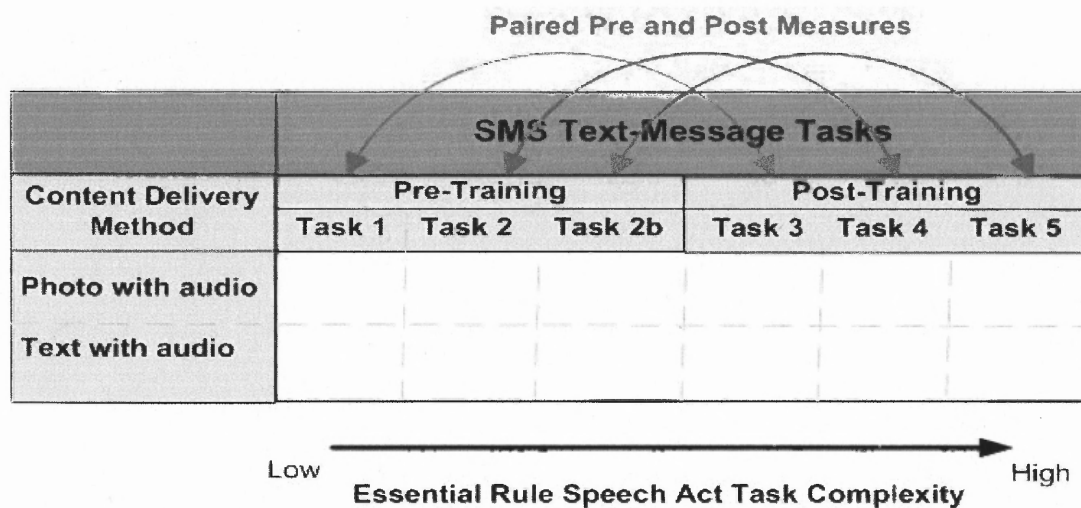 Paired Pre and Post Measures
SMS Text-Message Tasks
Content Delivery Method
Pre-Training
Post-Training
Task 1
Task 2
Task 2b
Task 3
Task 4
Task 5
Photo with audio
Text with audio
Low
High
Essential Rule Speech Act Task Complexity